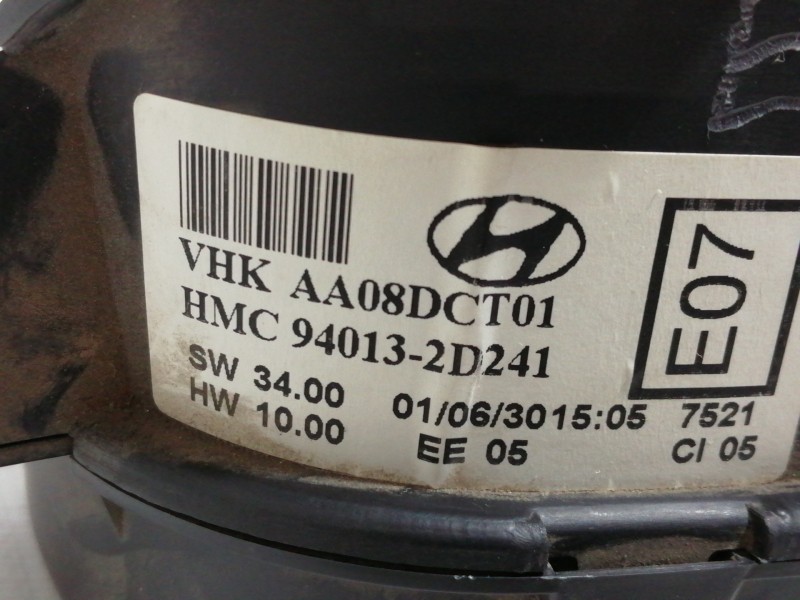 VHK AA08DCT01
HMC 94013-2D241
SW 34.00
HW 10.00
01/06/3015:05 7521
EE 05 CI 05
E07